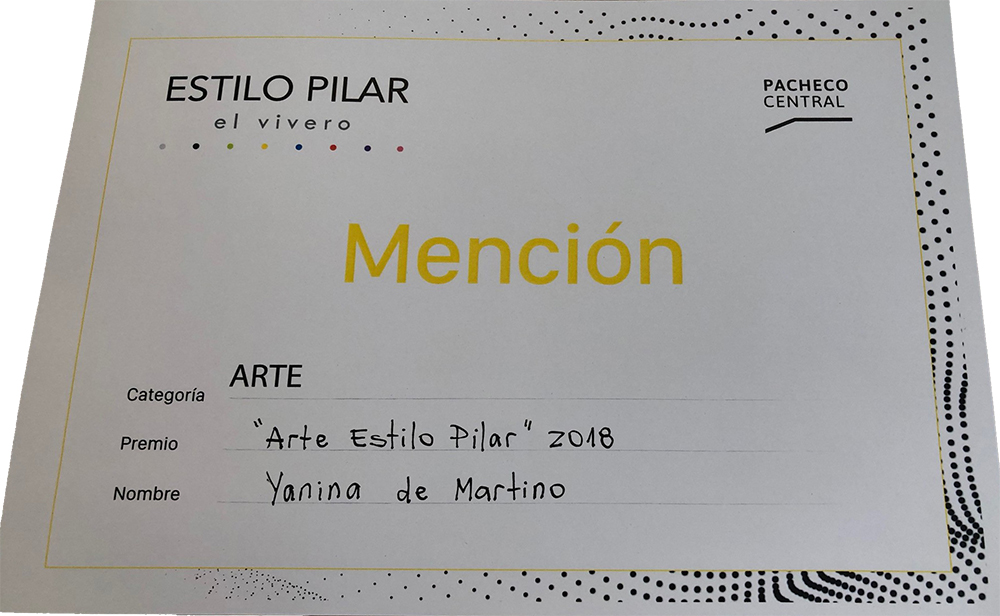 ESTILO PILAR
el vivero
PACHECO
CENTRAL
Mención
Categoría ARTE
Premio "Arte Estilo Pilar" 2018
Nombre Yanina de Martino